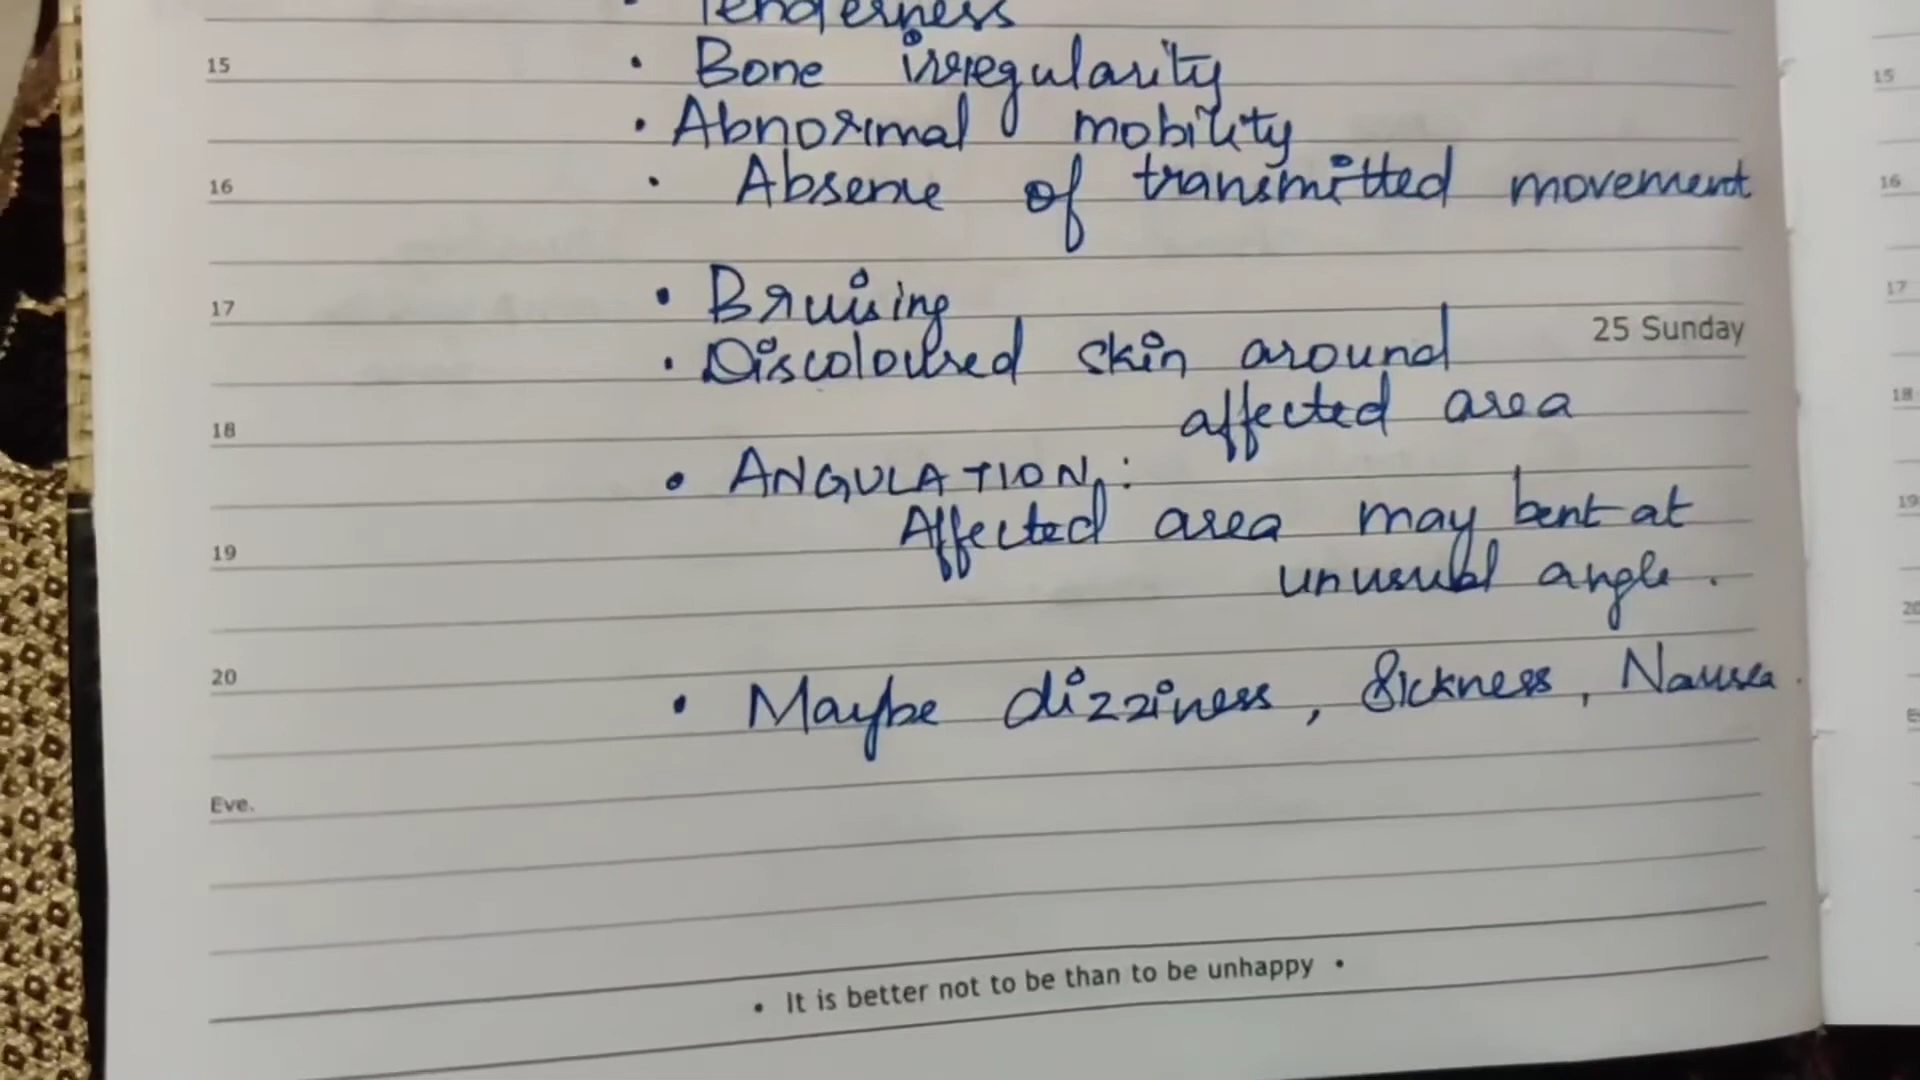 • Tenderness
15 • Bone irregularity 15
• Abnormal mobility
16 • Absence of transmitted movement 16
17 • Bruising 17
25 Sunday
• Discoloured skin around
18 affected area 18
• ANGULATION :
Affected area may bent at 19
19 unusual angle.
20
20 • Maybe dizziness, Sickness, Nausea.
Eve.
• It is better not to be than to be unhappy •